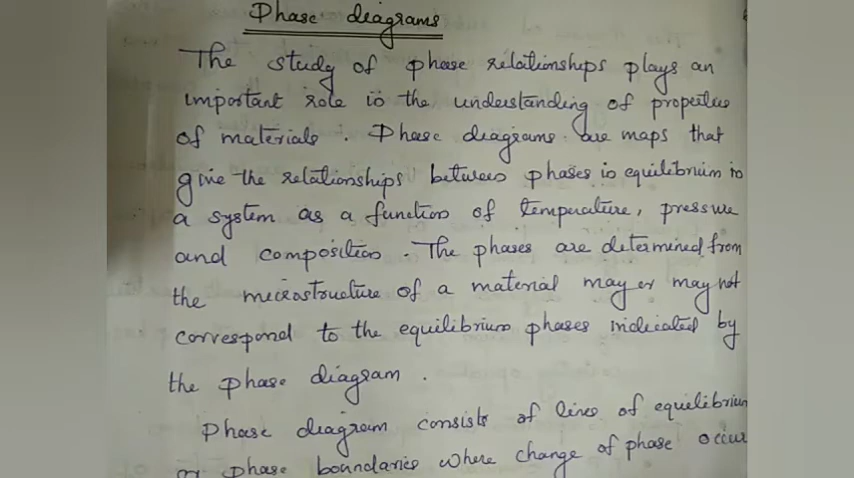 Phase diagrams
The study of phase relationships plays an
important role in the understanding of properties
of materials. Phase diagrams are maps that
give the relationships between phases in equilibrium in
a system as a function of temperature, pressure
and composition. The phases are determined from
the microstructure of a material may or may not
correspond to the equilibrium phases indicated by
the phase diagram.
Phase diagram consists of lines of equilibrium
or phase boundaries where change of phase occur